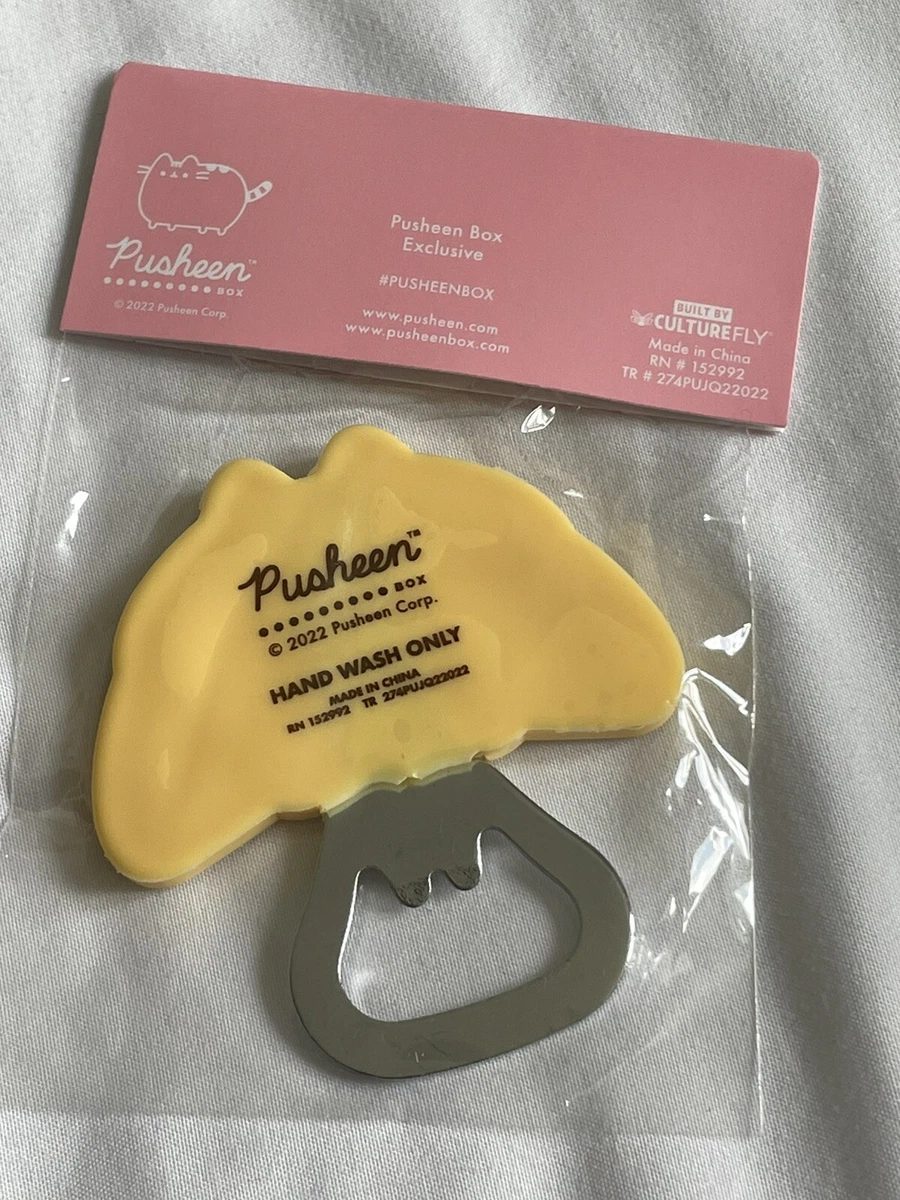 Pusheen™
BOX
© 2022 Pusheen Corp.
Pusheen Box
Exclusive
#PUSHEENBOX
www.pusheen.com
www.pusheenbox.com
BUILT BY
CULTUREFLY®
Made in China
RN # 152992
TR # 274PUJQ22022
Pusheen™
BOX
© 2022 Pusheen Corp.
HAND WASH ONLY
MADE IN CHINA
RN 152992 TR 274PUJQ22022